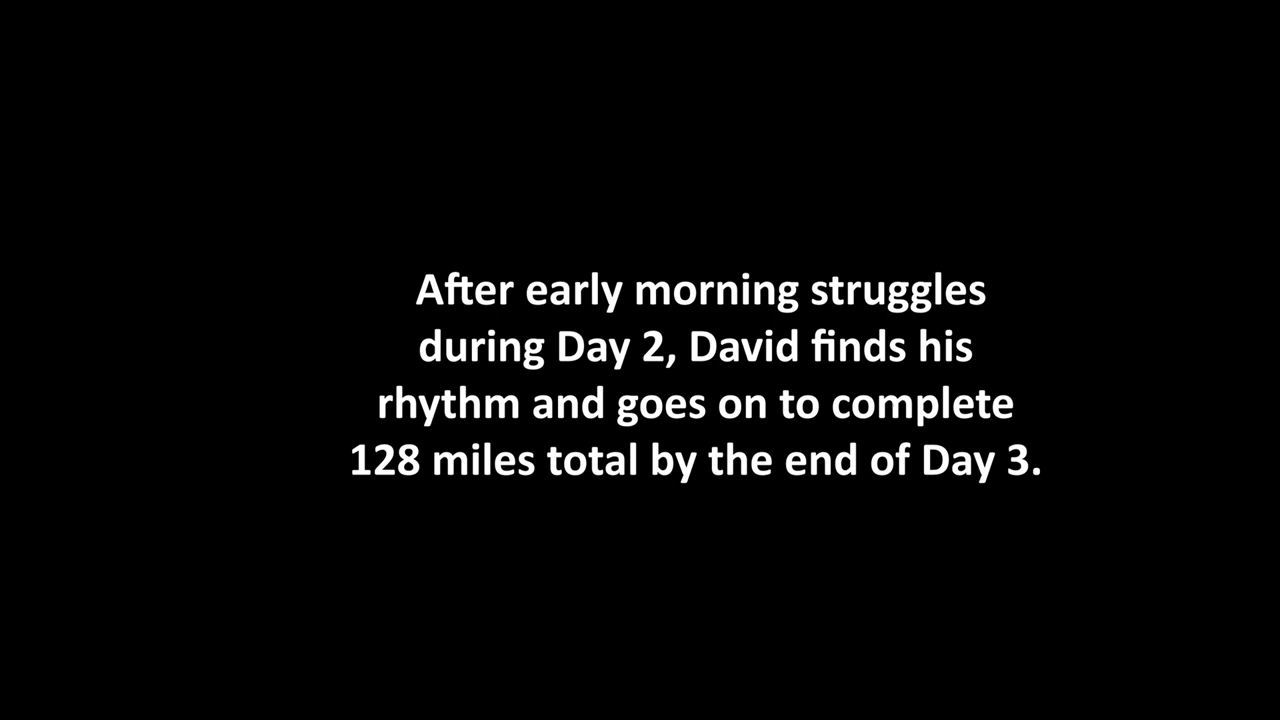 After early morning struggles
during Day 2, David finds his
rhythm and goes on to complete
128 miles total by the end of Day 3.